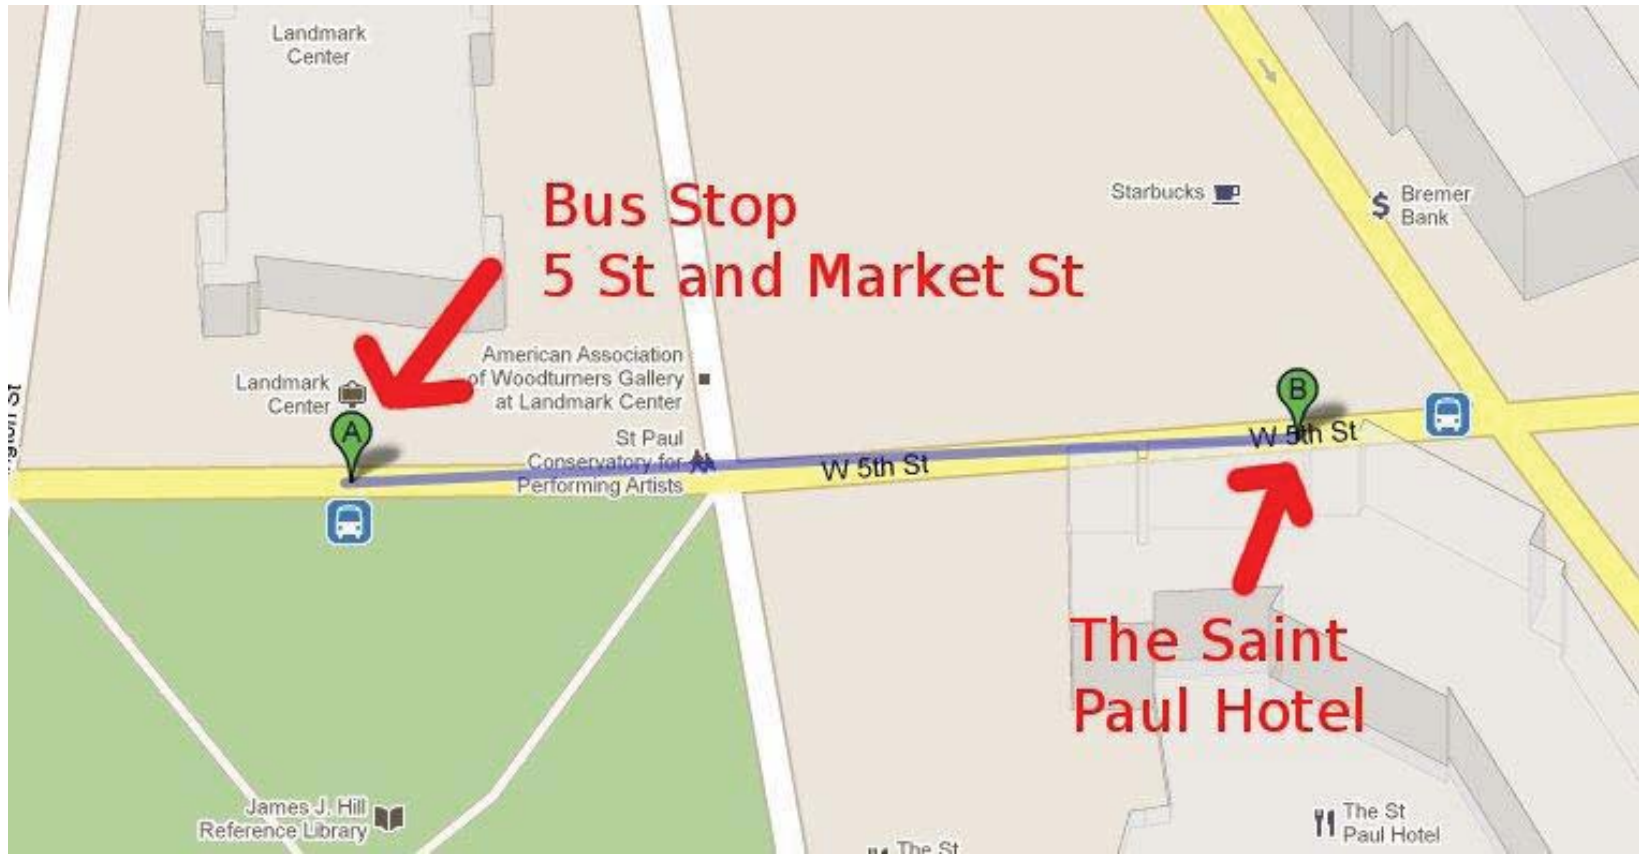 Landmark
Center
Bus Stop
5 St and Market St
Starbucks
Bremer
Bank
$
American Association
of Woodturners Gallery
at Landmark Center
Landmark
Center
A
B
St Paul
Conservatory for
Performing Artists
W 5th St
W 5th St
The Saint
Paul Hotel
James J. Hill
Reference Library
The St
Paul Hotel
The St